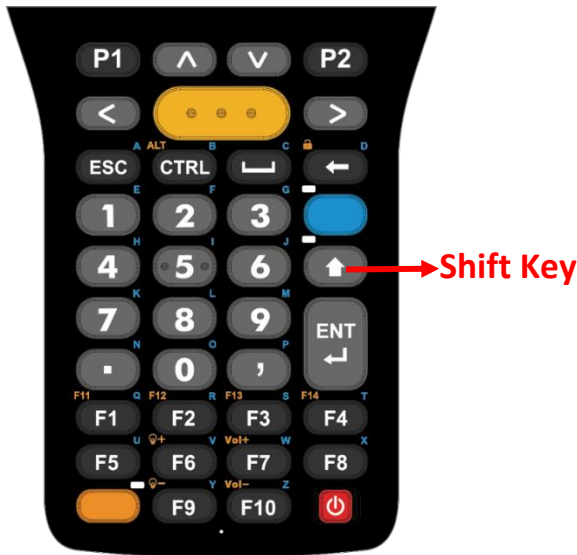 P1 ∧ ∨ P2
< >
A ALT B C D
ESC CTRL ←
E F G
1 2 3
H I J
4 5 6 Shift Key
K L M
7 8 9 ENT
N O P
. 0 ,
F11 Q F12 R F13 S F14 T
F1 F2 F3 F4
U + V Vol+ W X
F5 F6 F7 F8
- Y Vol- Z
F9 F10